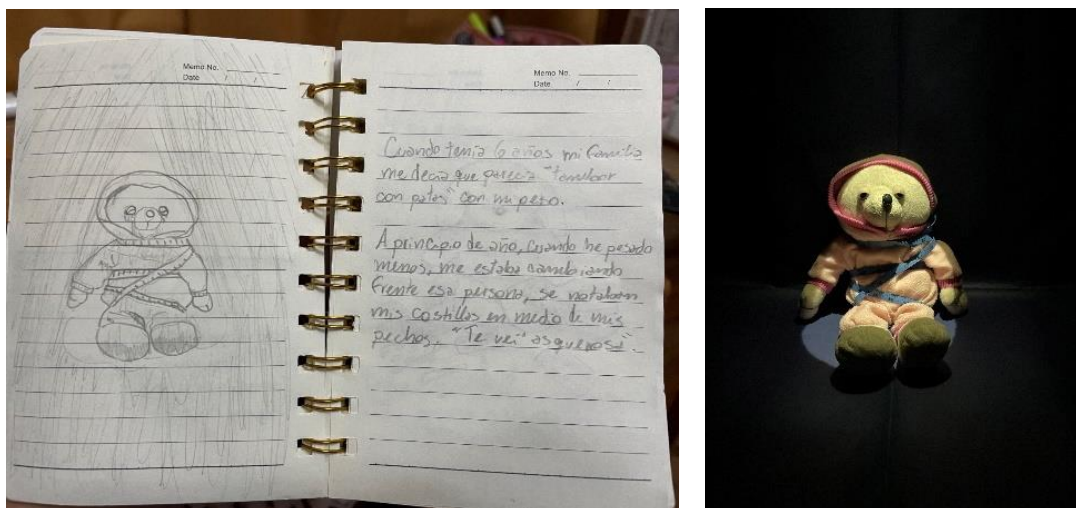 Memo No.
Date / /
Memo No.
Date / /
Cuando tenía 6 años mi familia
me decía que parecía "tambor
con patas" con mi peso.
A principio de año, cuando he pesado
menos, me estaba cambiando
frente esa persona, se notaban
mis costillas en medio de mis
pechos, "Te vei asquerosa".